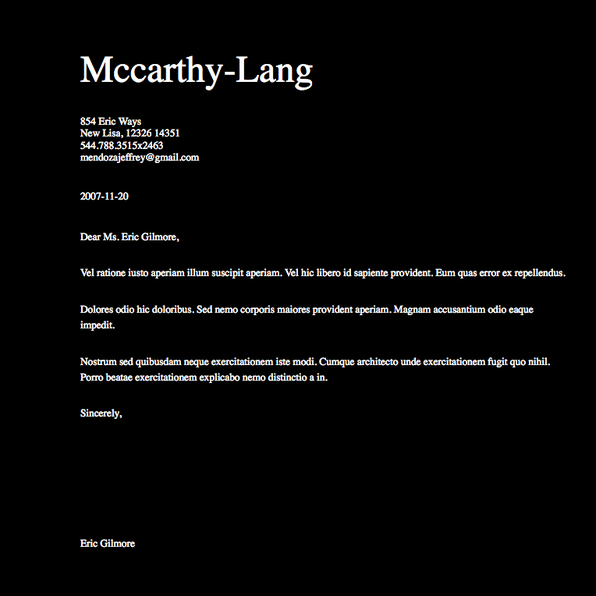 Mccarthy-Lang
854 Eric Ways
New Lisa, 12326 14351
544.788.3515x2463
mendozajeffrey@gmail.com
2007-11-20
Dear Ms. Eric Gilmore,
Vel ratione iusto aperiam illum suscipit aperiam. Vel hic libero id sapiente provident. Eum quas error ex repellendus.
Dolores odio hic doloribus. Sed nemo corporis maiores provident aperiam. Magnam accusantium odio eaque
impedit.
Nostrum sed quibusdam neque exercitationem iste modi. Cumque architecto unde exercitationem fugit quo nihil.
Porro beatae exercitationem explicabo nemo distinctio a in.
Sincerely,
Eric Gilmore